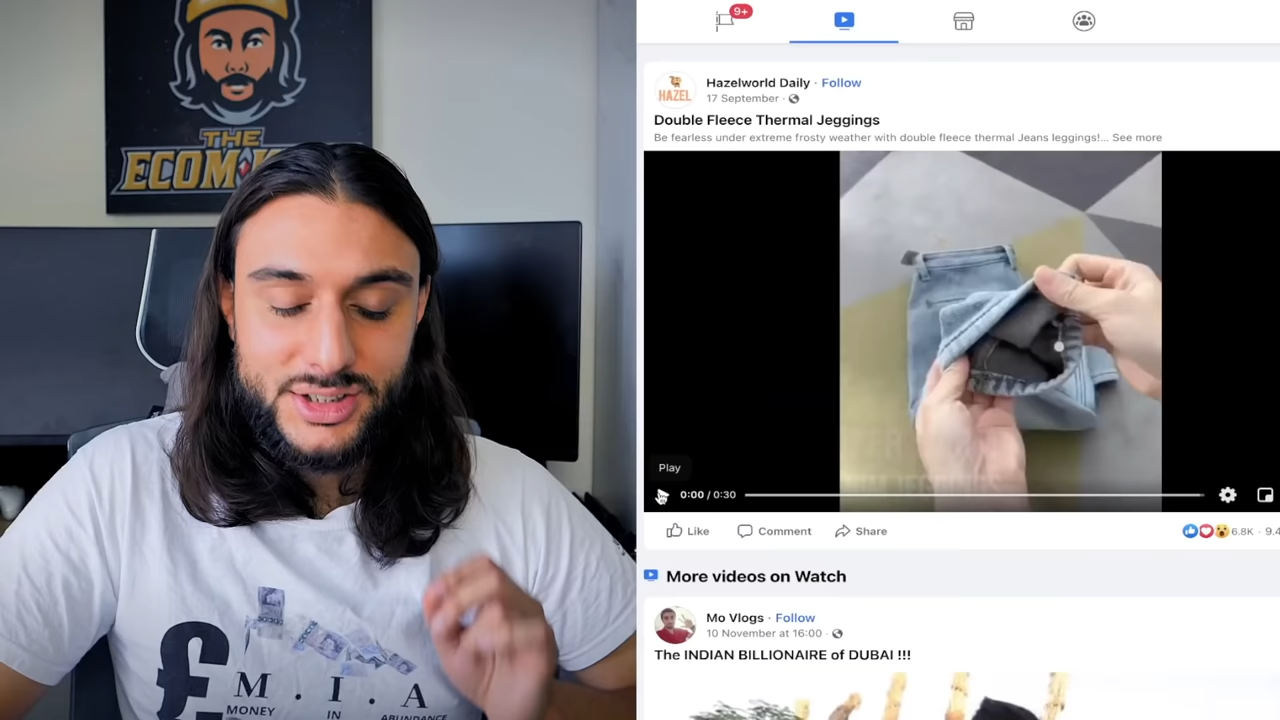 THE
ECOM
£
M . I . A
MONEY IN ABUNDANCE
9+
Hazelworld Daily · Follow
HAZEL
17 September ·
Double Fleece Thermal Jeggings
Be fearless under extreme frosty weather with double fleece thermal Jeans leggings!... See more
Play
0:00 / 0:30
Like
Comment
Share
6.8K · 9.4
More videos on Watch
Mo Vlogs · Follow
10 November at 16:00 ·
The INDIAN BILLIONAIRE of DUBAI !!!